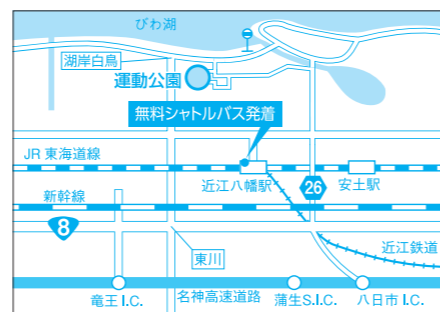 びわ湖
湖岸白鳥
運動公園
無料シャトルバス発着
JR 東海道線
近江八幡駅
26
安土駅
新幹線
8
東川
近江鉄道
竜王 I.C.
名神高速道路
蒲生S.I.C.
八日市 I.C.